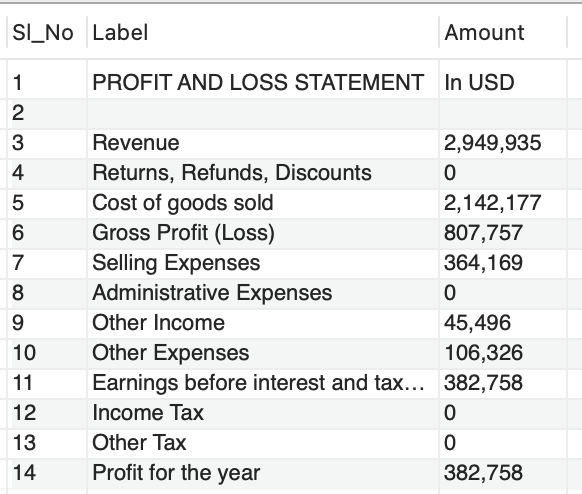 Sl_No Label Amount
1 PROFIT AND LOSS STATEMENT In USD
2
3 Revenue 2,949,935
4 Returns, Refunds, Discounts 0
5 Cost of goods sold 2,142,177
6 Gross Profit (Loss) 807,757
7 Selling Expenses 364,169
8 Administrative Expenses 0
9 Other Income 45,496
10 Other Expenses 106,326
11 Earnings before interest and tax… 382,758
12 Income Tax 0
13 Other Tax 0
14 Profit for the year 382,758